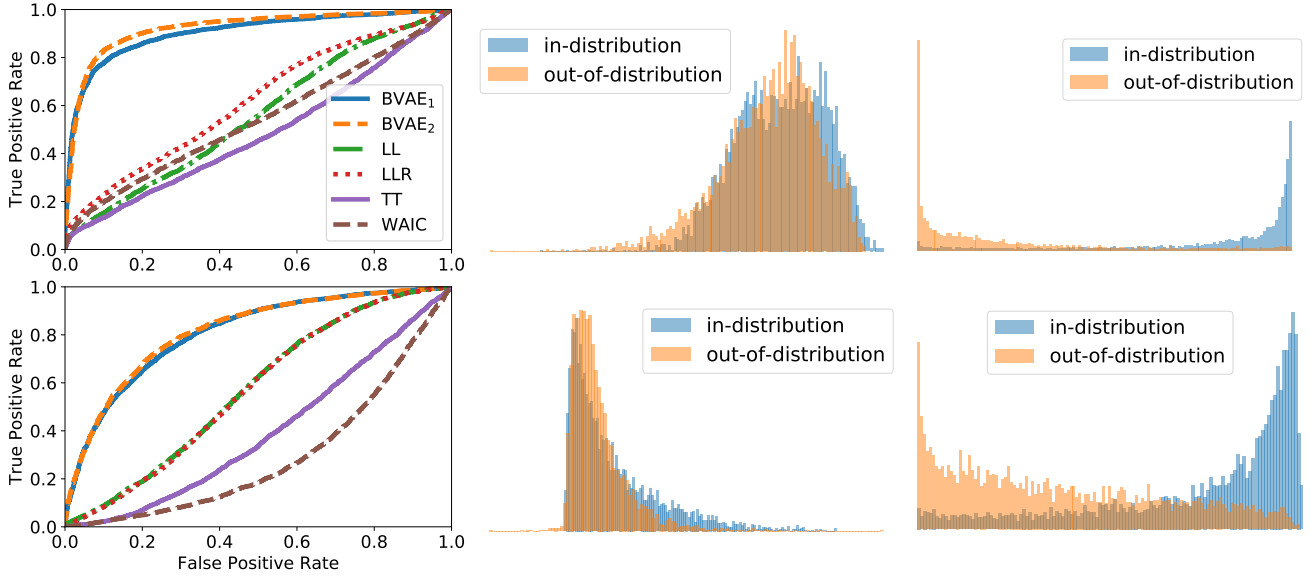 True Positive Rate
1.0
0.8
0.6
0.4
0.2
0.0
0.0
0.2
0.4
0.6
0.8
1.0
BVAE₁
BVAE₂
LL
LLR
TT
WAIC
in-distribution
out-of-distribution
in-distribution
out-of-distribution
True Positive Rate
1.0
0.8
0.6
0.4
0.2
0.0
0.0
0.2
0.4
0.6
0.8
1.0
False Positive Rate
in-distribution
out-of-distribution
in-distribution
out-of-distribution